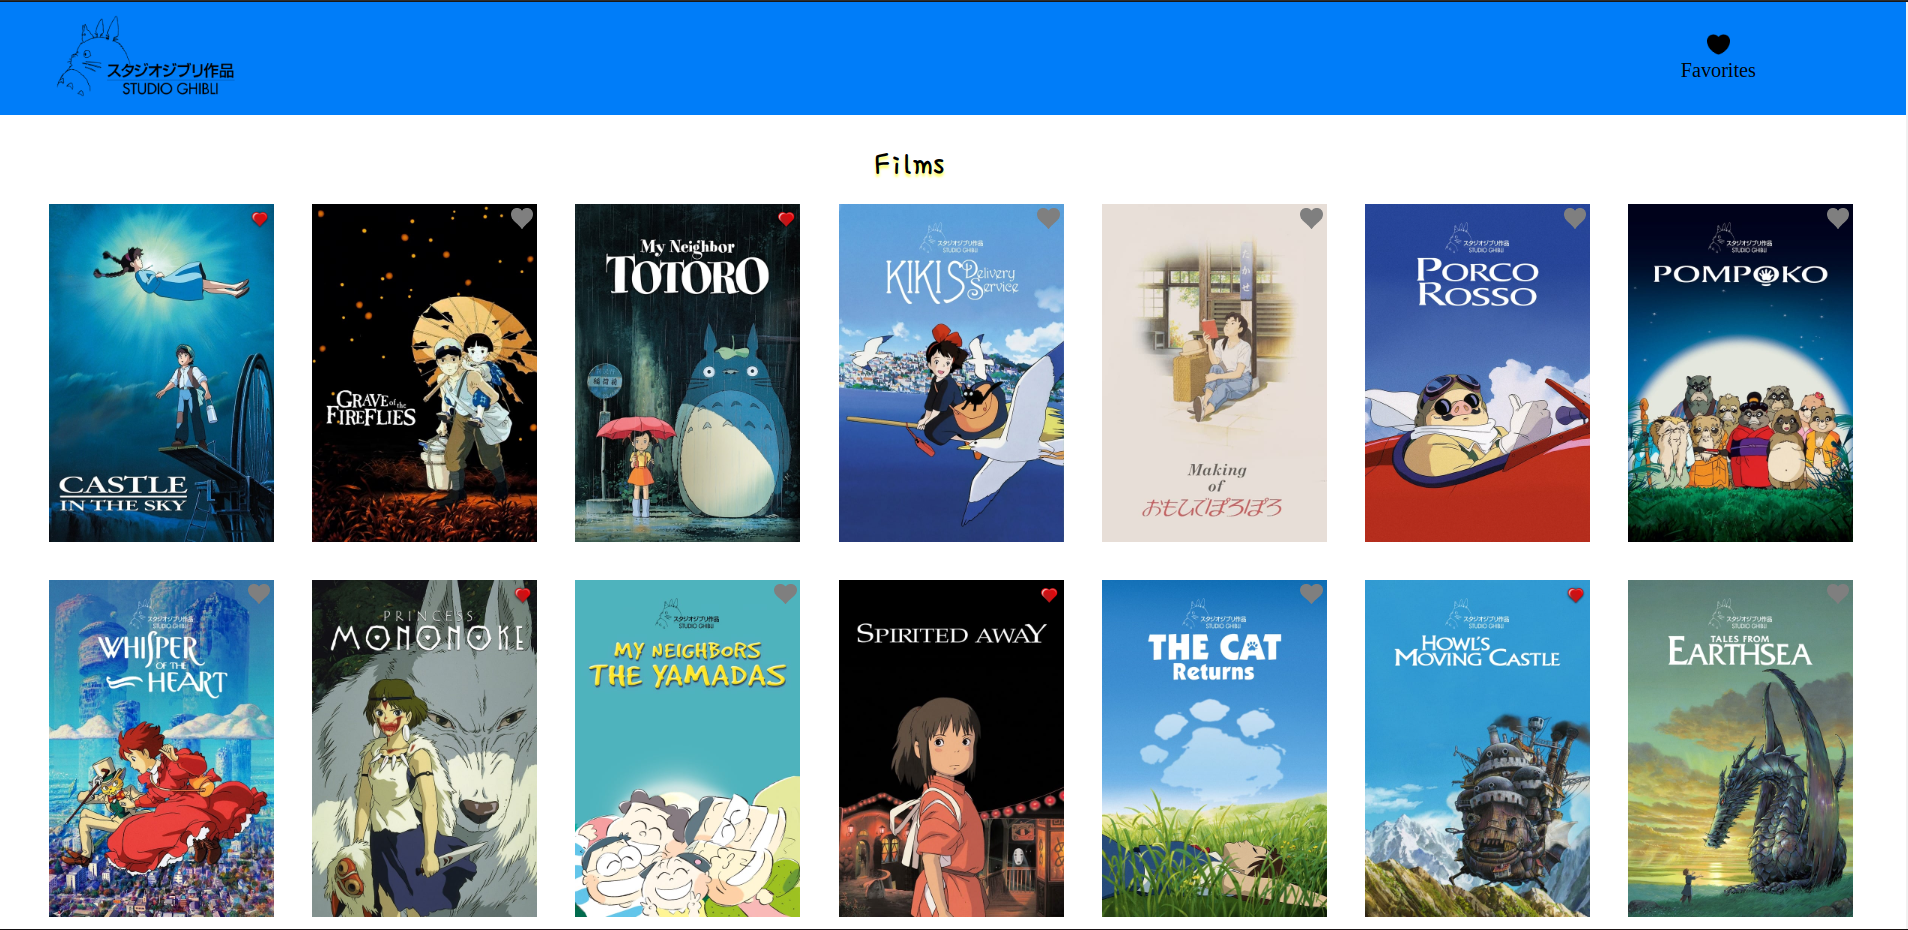 スタジオジブリ作品
STUDIO GHIBLI
Favorites
Films
CASTLE
IN THE SKY
GRAVE of the
FIREFLIES
My Neighbor
TOTORO
スタジオジブリ作品
STUDIO GHIBLI
KIKI'S Delivery
Service
Making
of
おもひでぽろぽろ
スタジオジブリ作品
STUDIO GHIBLI
PORCO
ROSSO
スタジオジブリ作品
STUDIO GHIBLI
POMPOKO
スタジオジブリ作品
STUDIO GHIBLI
WHISPER
OF THE
HEART
PRINCESS
MONONOKE
スタジオジブリ作品
STUDIO GHIBLI
MY NEIGHBORS
THE YAMADAS
SPIRITED AWAY
スタジオジブリ作品
STUDIO GHIBLI
THE CAT
Returns
スタジオジブリ作品
STUDIO GHIBLI
HOWL'S
MOVING CASTLE
スタジオジブリ作品
STUDIO GHIBLI
TALES FROM
EARTHSEA